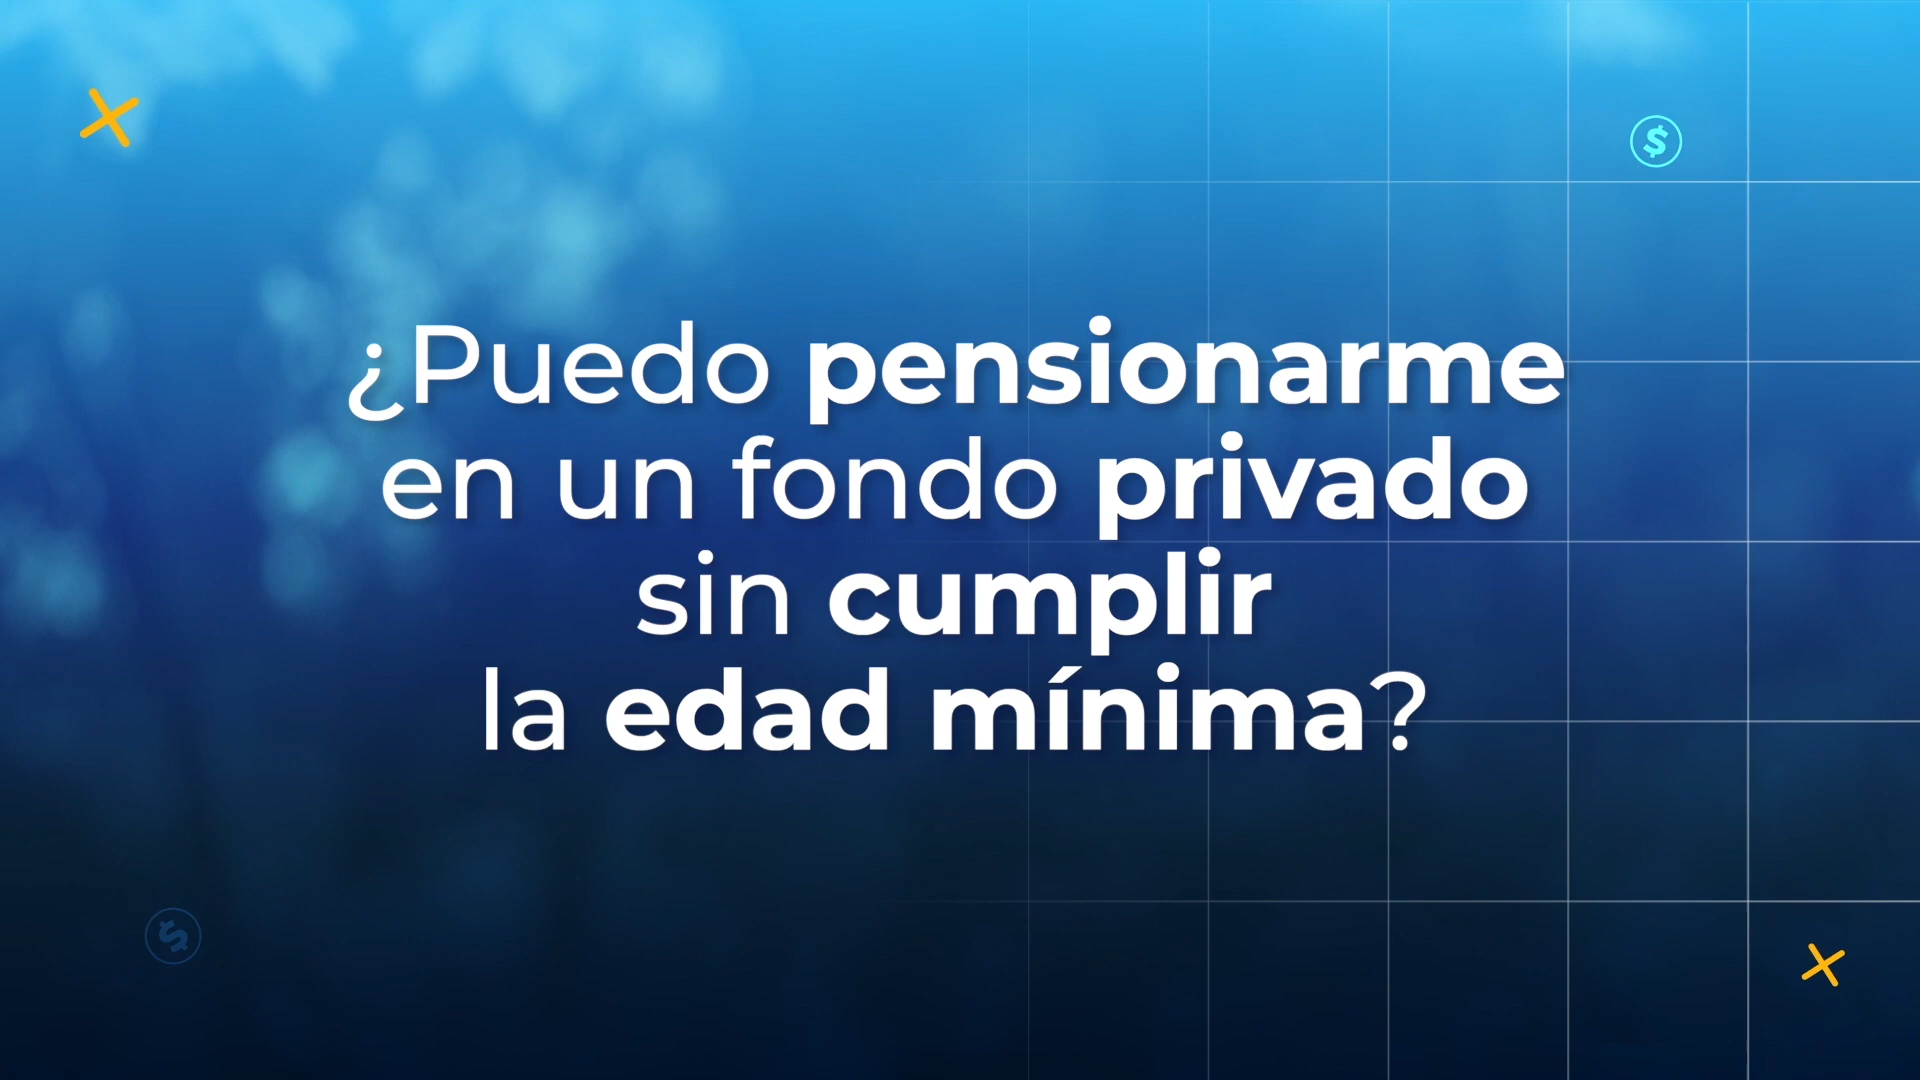 ¿Puedo pensionarme
en un fondo privado
sin cumplir
la edad mínima?